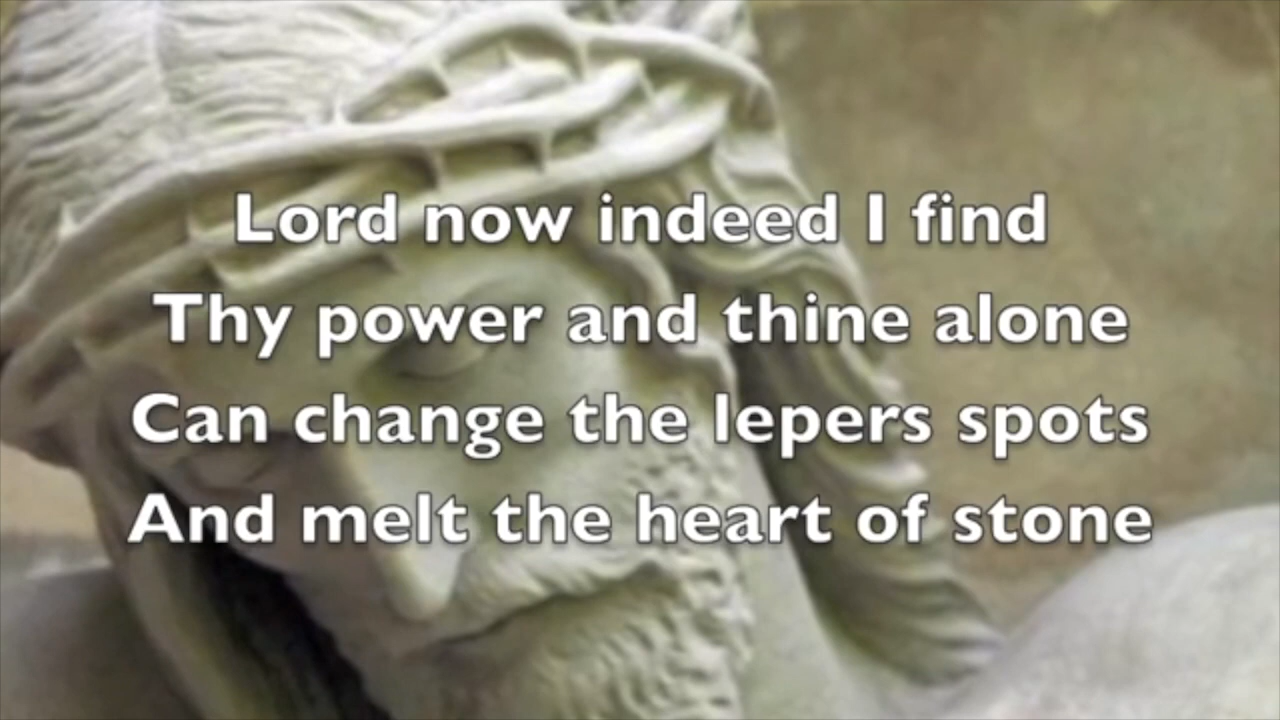 Lord now indeed I find
Thy power and thine alone
Can change the lepers spots
And melt the heart of stone